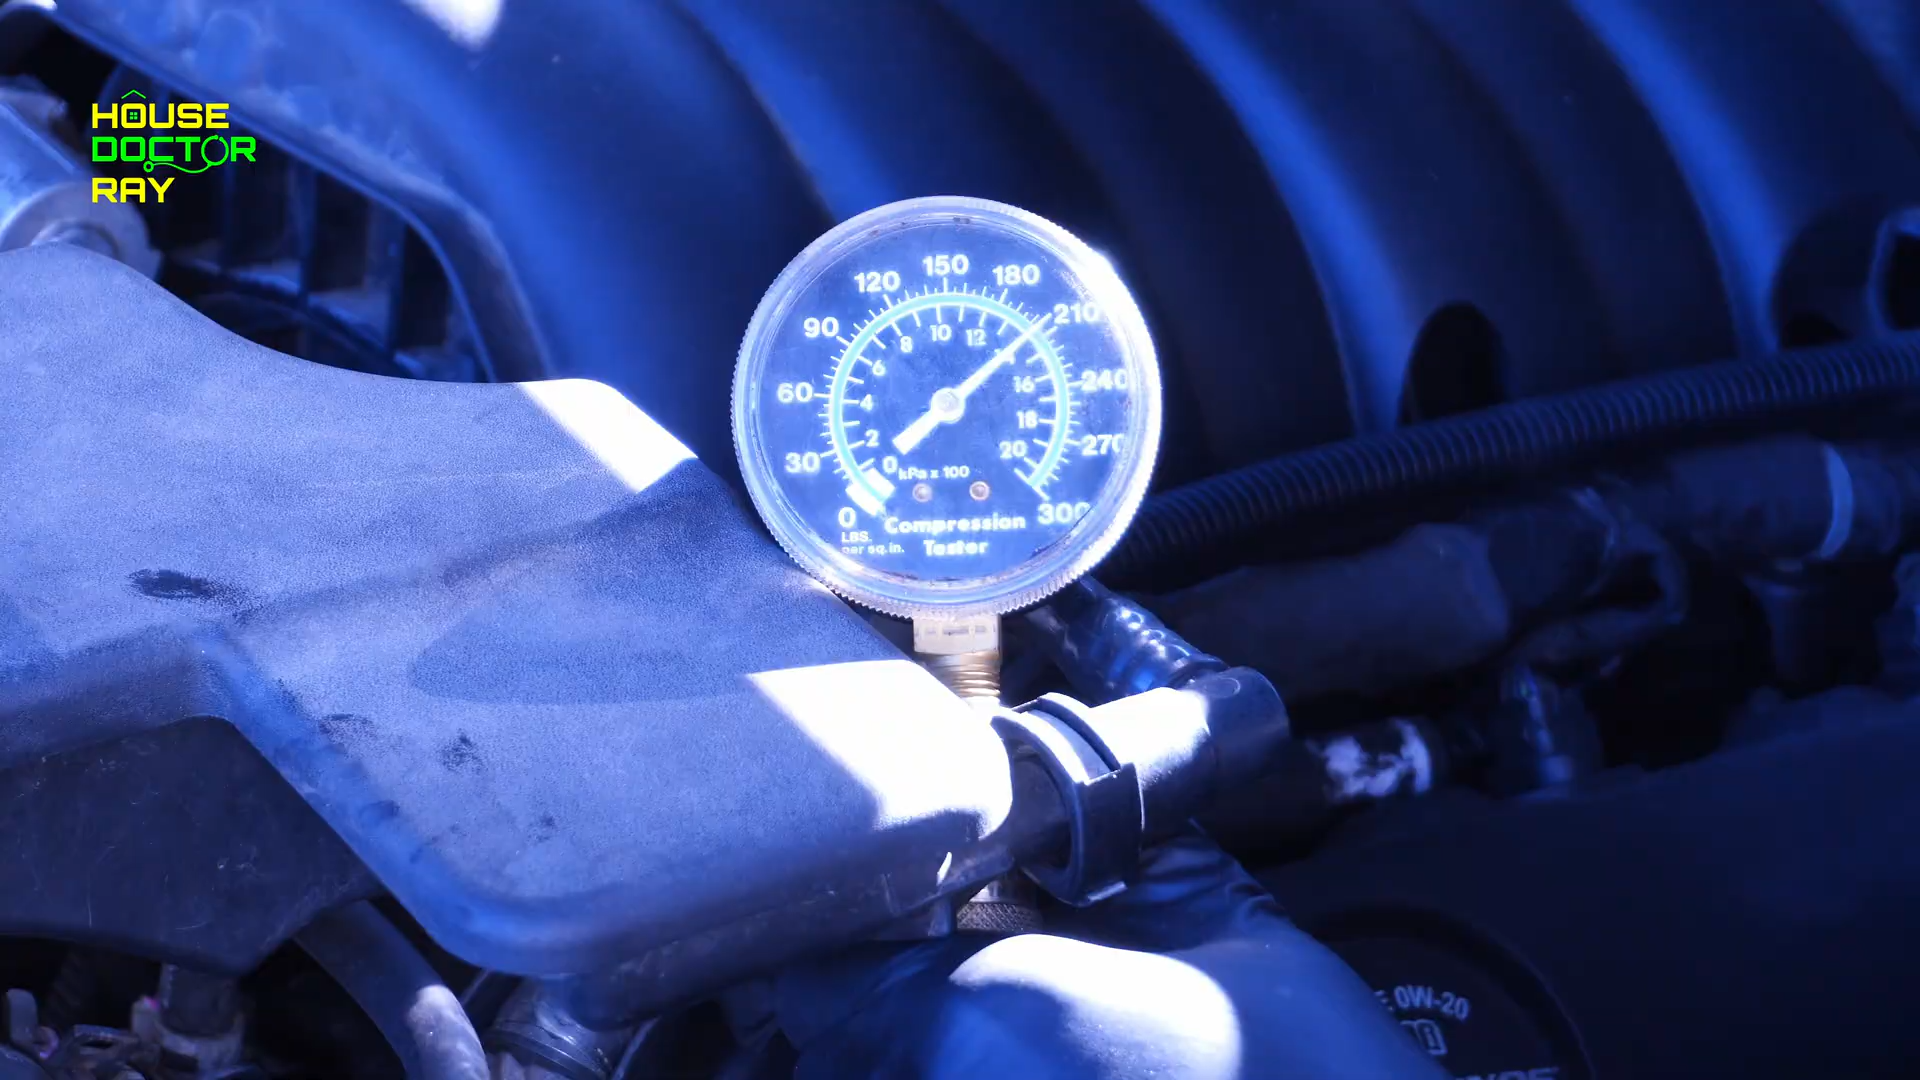 HOUSE
DOCTOR
RAY
0 30 60 90 120 150 180 210 240 270 300
0 2 4 6 8 10 12 14 16 18 20
kPa x 100
Compression
Tester
LBS.
per sq.in.
0W-20